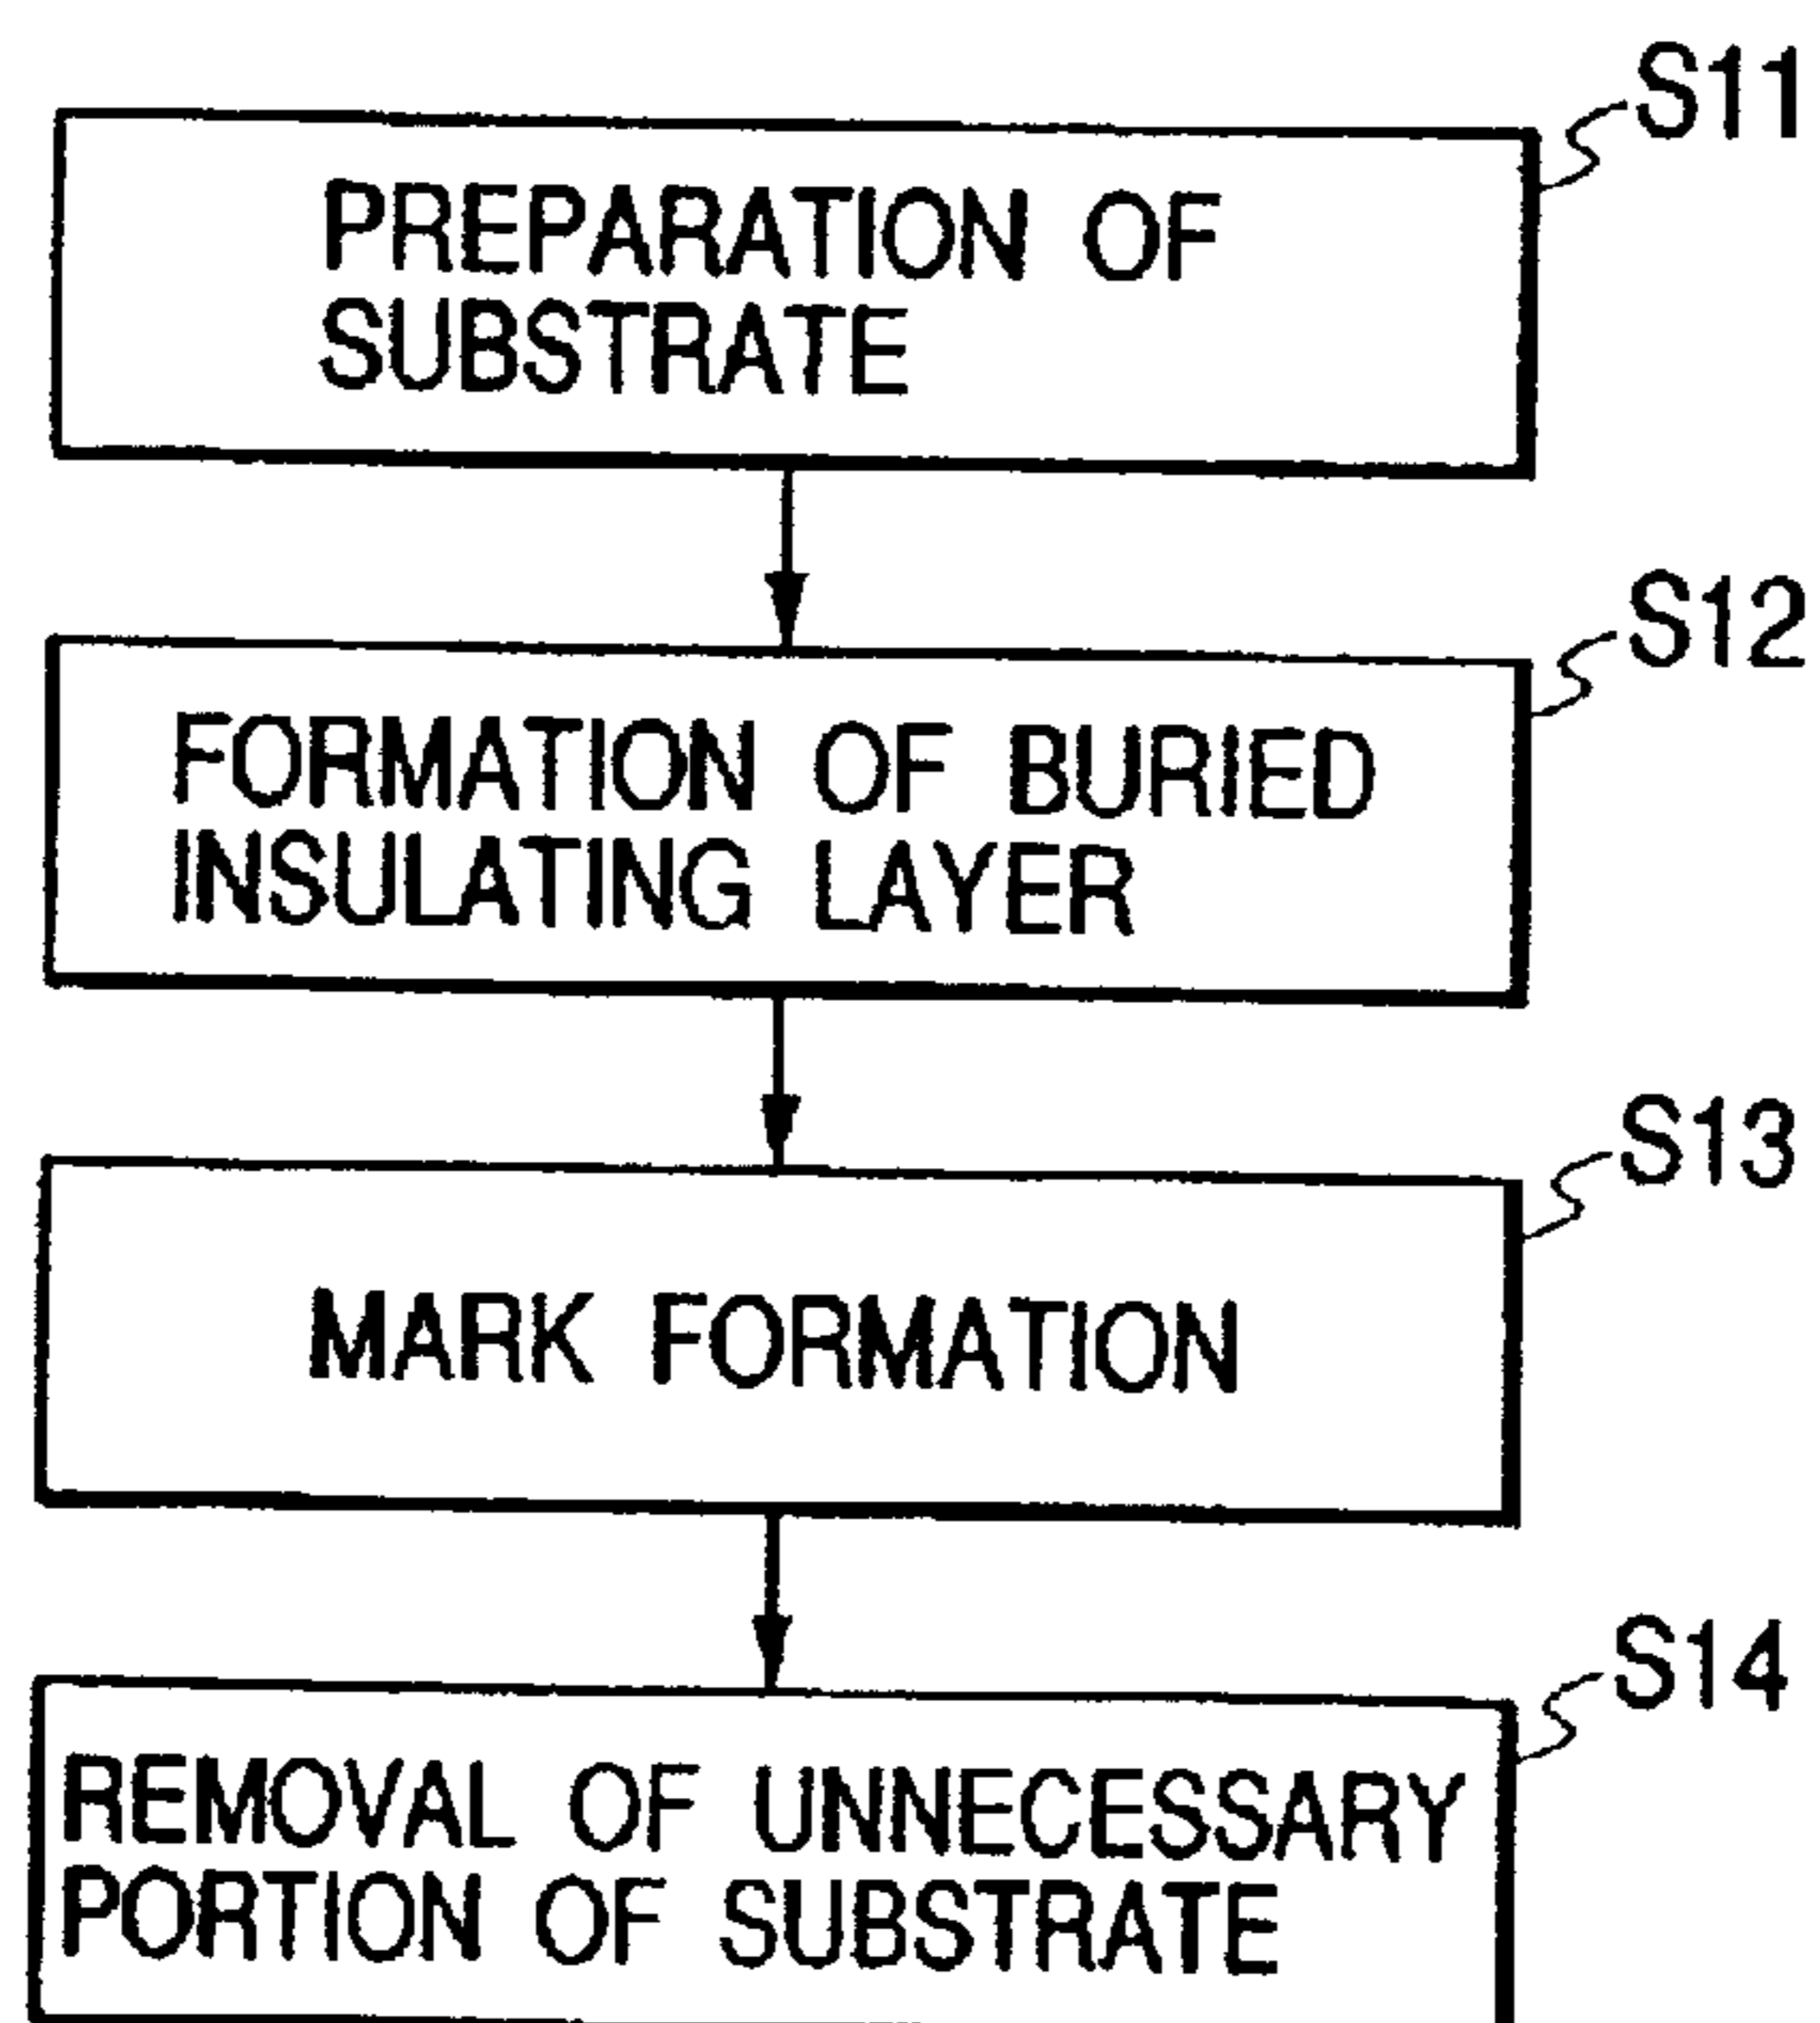 S11
PREPARATION OF
SUBSTRATE
S12
FORMATION OF BURIED
INSULATING LAYER
S13
MARK FORMATION
S14
REMOVAL OF UNNECESSARY
PORTION OF SUBSTRATE